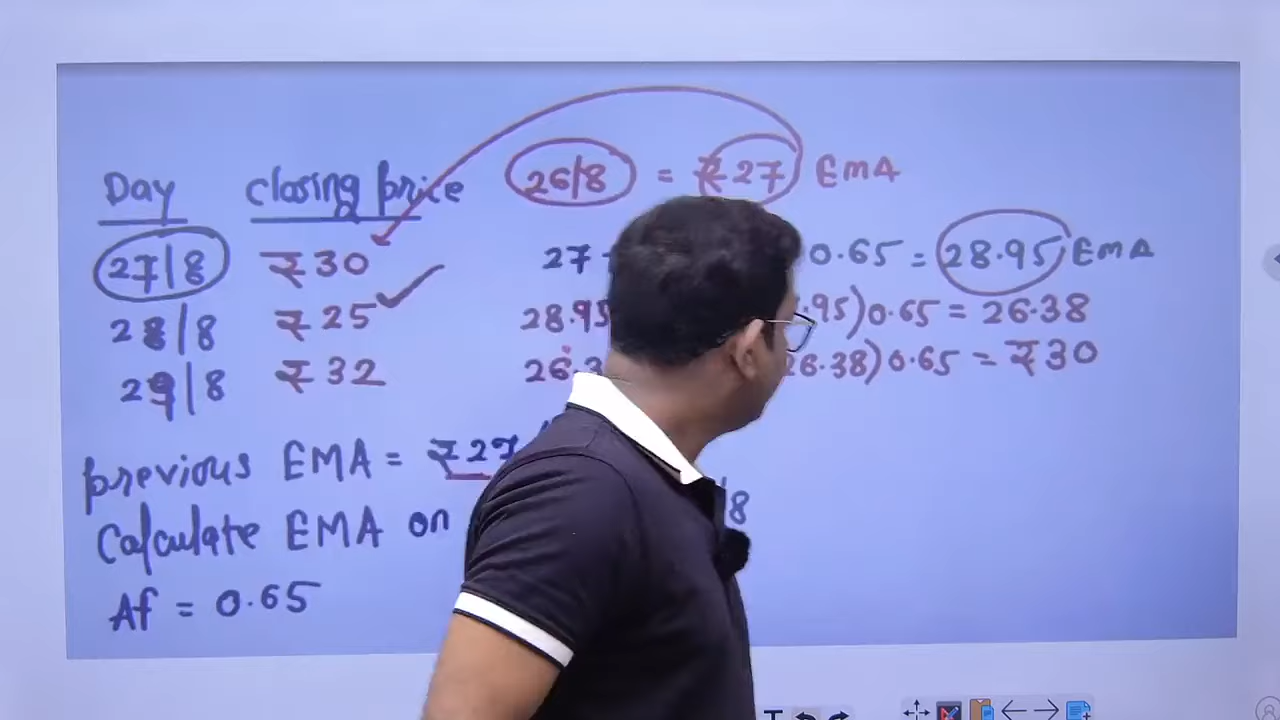 Day closing price 26/8 = ₹27 EMA
27/8 ₹30 27- 0.65 = 28.95 EMA
28/8 ₹25 28.95 .95)0.65 = 26.38
29/8 ₹32 26.3 26.38)0.65 = ₹30
previous EMA = ₹27
Calculate EMA on /8
Af = 0.65